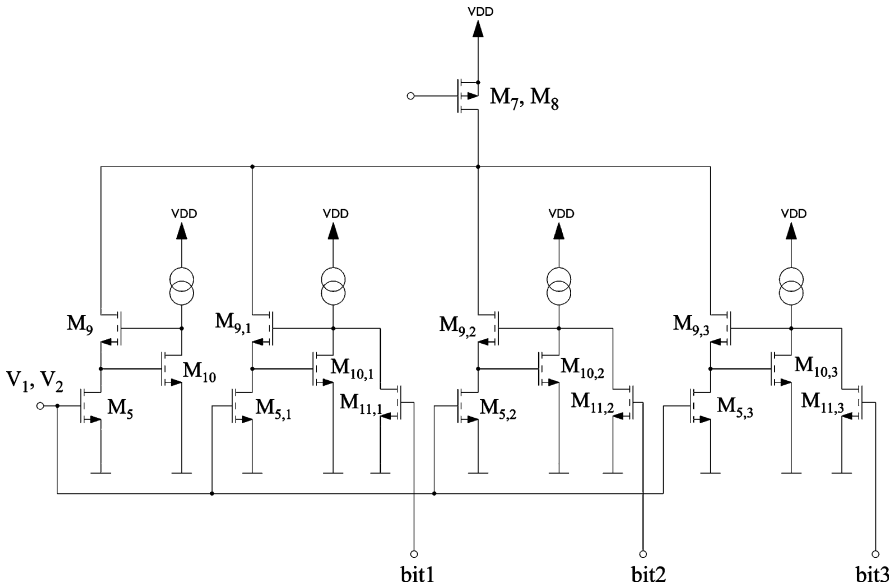 VDD
M7, M8
VDD
VDD
VDD
VDD
M9
M9,1
M9,2
M9,3
M10
M10,1
M10,2
M10,3
V1, V2
M5
M5,1
M11,1
M5,2
M11,2
M5,3
M11,3
bit1
bit2
bit3